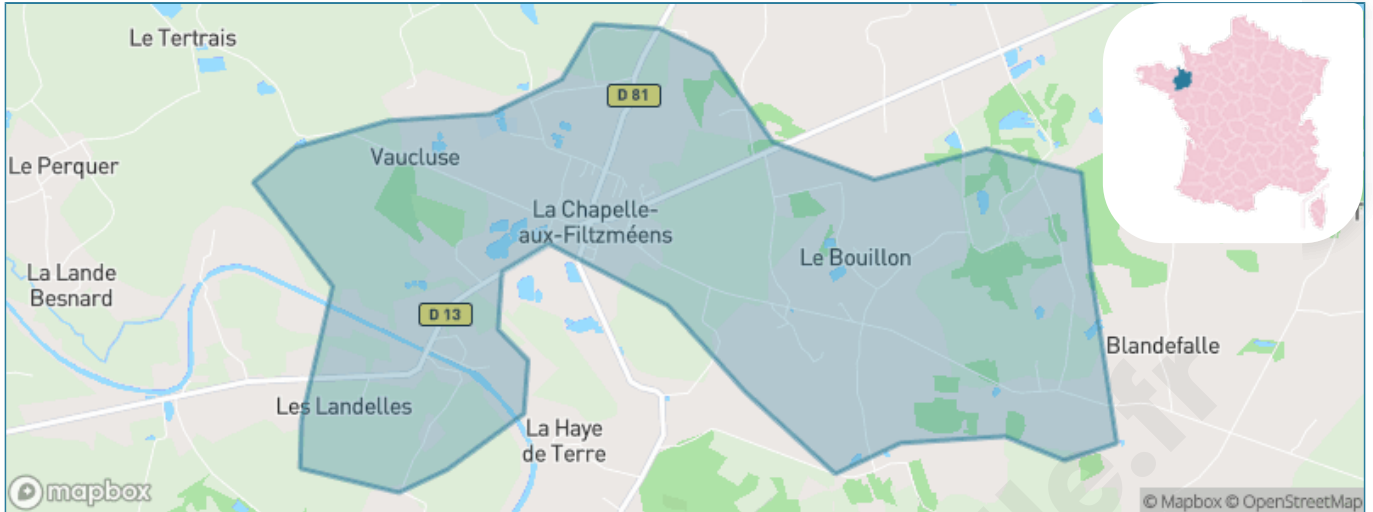 Le Tertrais
D 81
Le Perquer
Vaucluse
La Chapelle-
aux-Filtzméens
Le Bouillon
La Lande
Besnard
D 13
Blandefalle
Les Landelles
La Haye
de Terre
mapbox
© Mapbox © OpenStreetMap